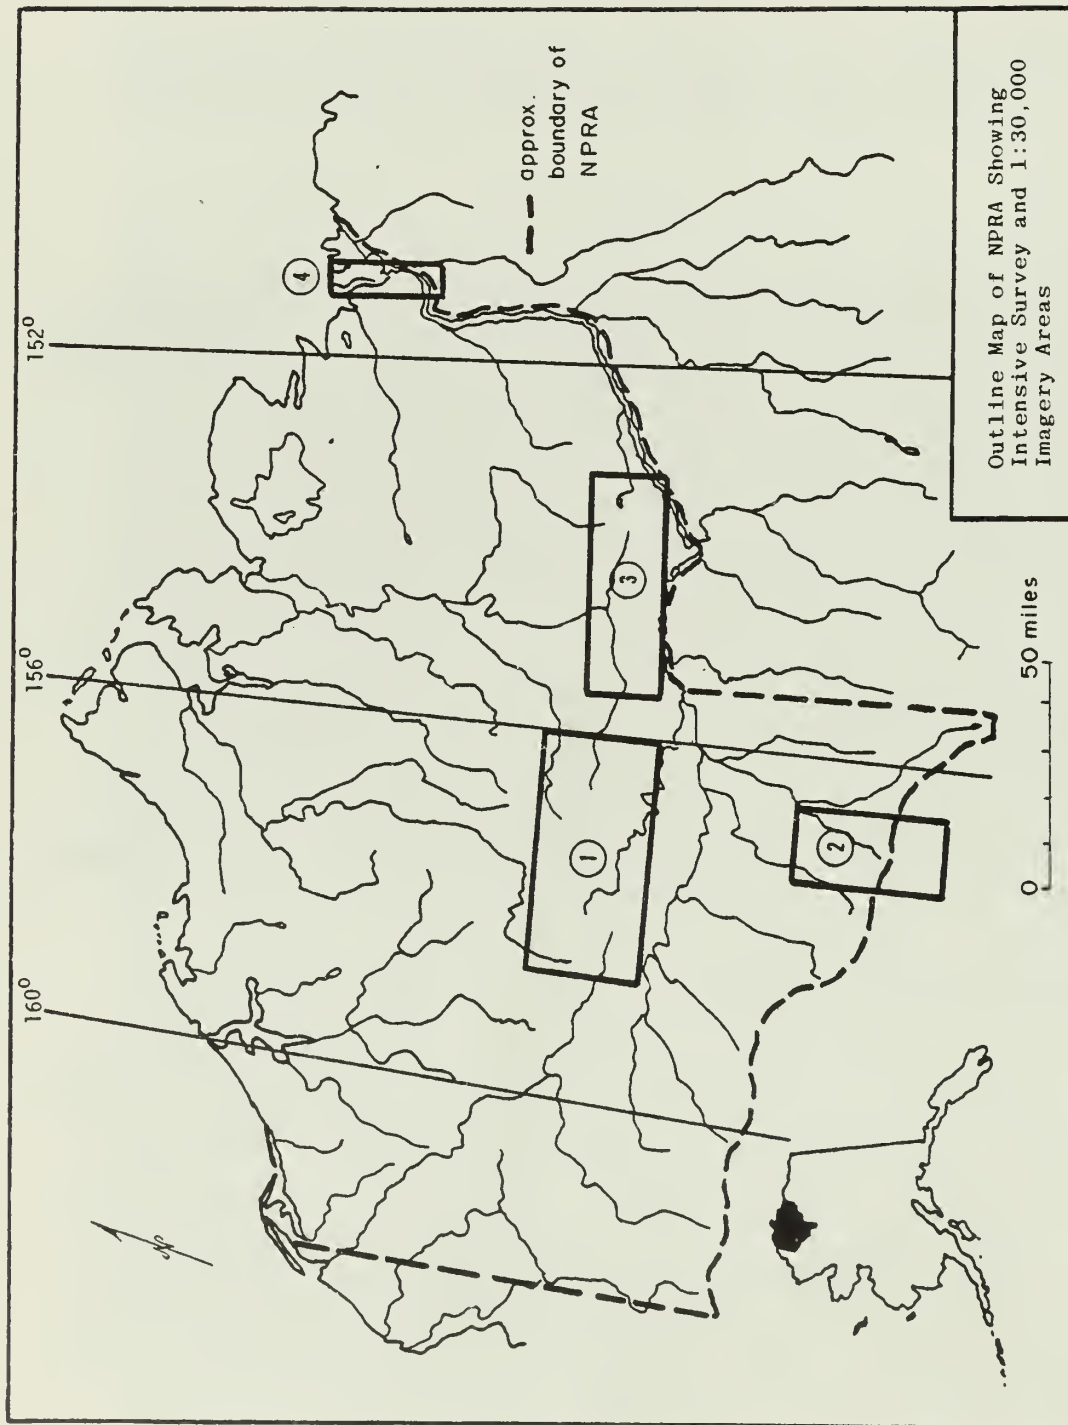 160°
156°
152°
4
approx.
boundary of
NPRA
N
1
3
2
0 50 miles
Outline Map of NPRA Showing
Intensive Survey and 1:30,000
Imagery Areas